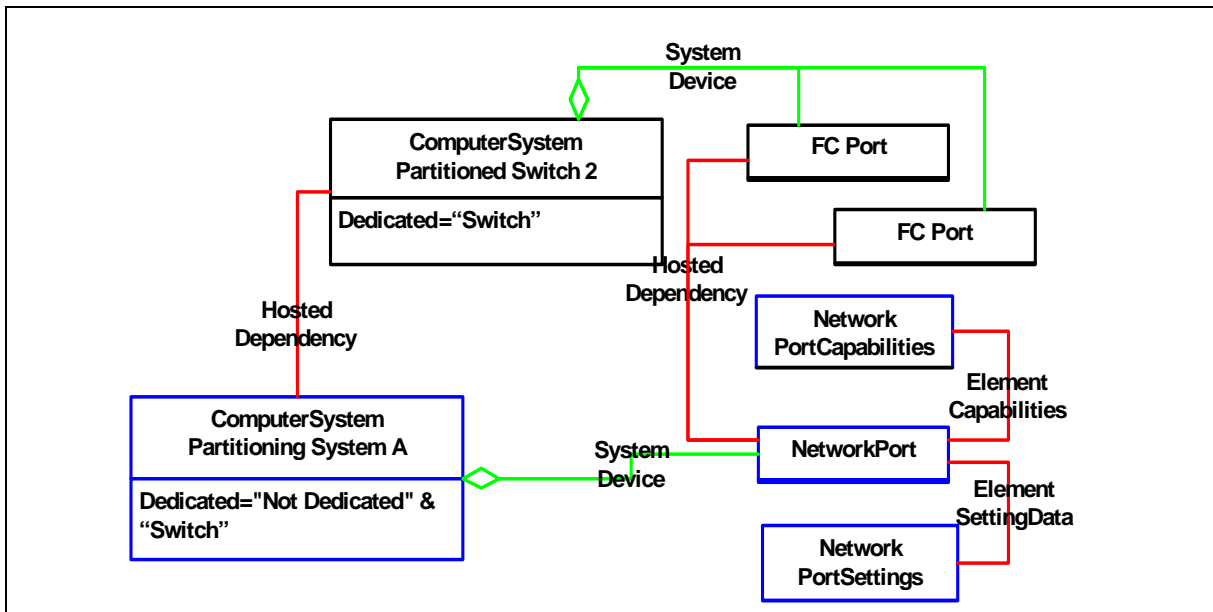 System
Device
ComputerSystem
Partitioned Switch 2
Dedicated=“Switch”
FC Port
FC Port
Hosted
Dependency
Hosted
Dependency
Network
PortCapabilities
Element
Capabilities
ComputerSystem
Partitioning System A
Dedicated="Not Dedicated" &
“Switch”
System
Device
NetworkPort
Element
SettingData
Network
PortSettings